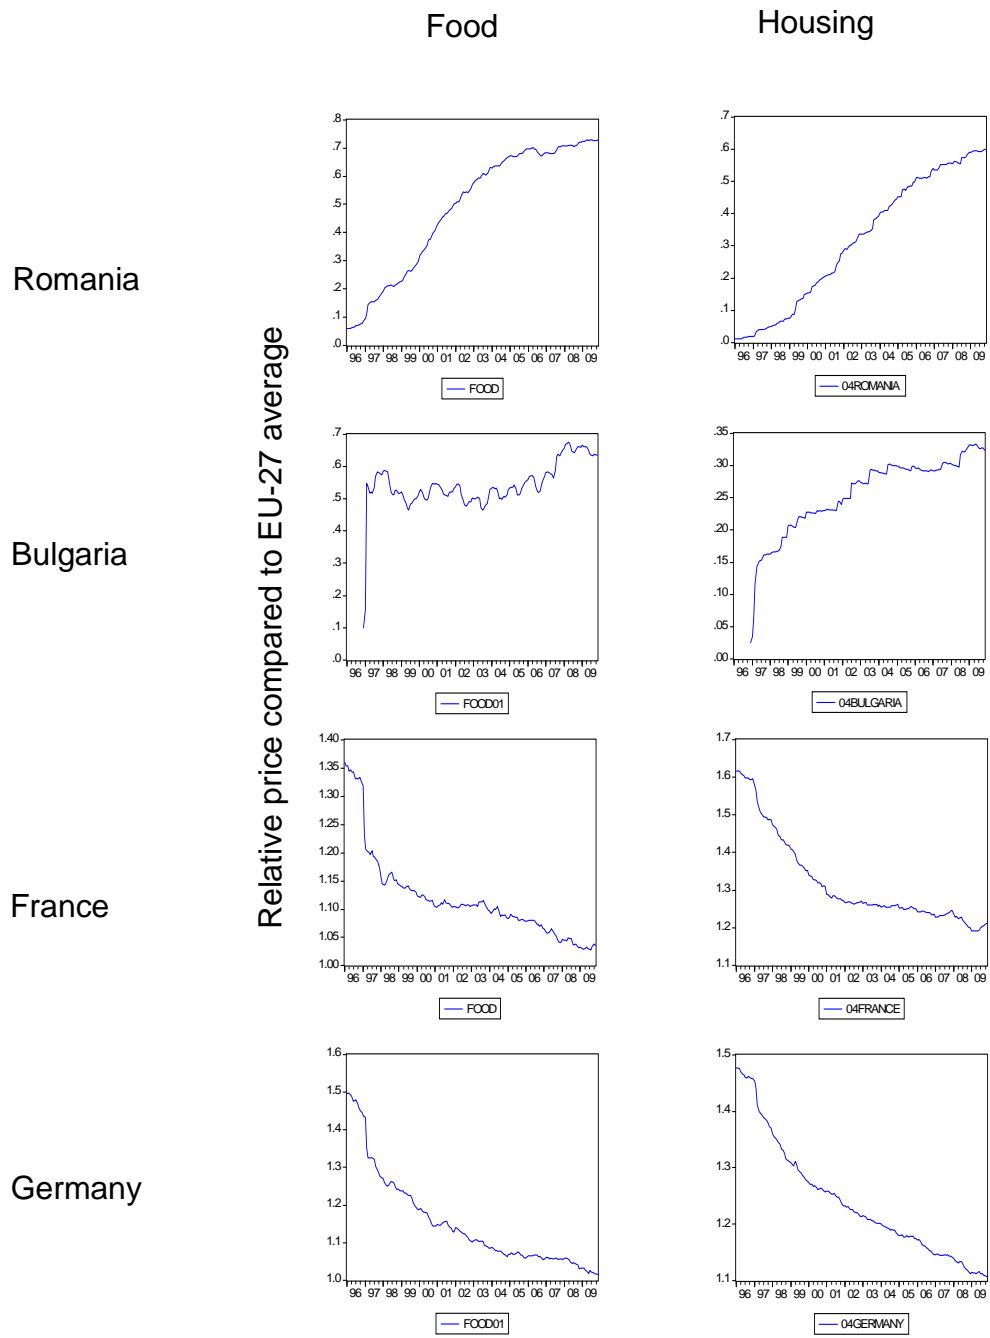 Food Housing
Romania
Bulgaria
France
Germany
Relative price compared to EU-27 average
.8
.7
.6
.5
.4
.3
.2
.1
.0
96 97 98 99 00 01 02 03 04 05 06 07 08 09
FOOD
.7
.6
.5
.4
.3
.2
.1
.0
96 97 98 99 00 01 02 03 04 05 06 07 08 09
04ROMANIA
.7
.6
.5
.4
.3
.2
.1
.0
96 97 98 99 00 01 02 03 04 05 06 07 08 09
FOOD01
.35
.30
.25
.20
.15
.10
.05
.00
96 97 98 99 00 01 02 03 04 05 06 07 08 09
04BULGARIA
1.40
1.35
1.30
1.25
1.20
1.15
1.10
1.05
1.00
96 97 98 99 00 01 02 03 04 05 06 07 08 09
FOOD
1.7
1.6
1.5
1.4
1.3
1.2
1.1
96 97 98 99 00 01 02 03 04 05 06 07 08 09
04FRANCE
1.6
1.5
1.4
1.3
1.2
1.1
1.0
96 97 98 99 00 01 02 03 04 05 06 07 08 09
FOOD01
1.5
1.4
1.3
1.2
1.1
96 97 98 99 00 01 02 03 04 05 06 07 08 09
04GERMANY